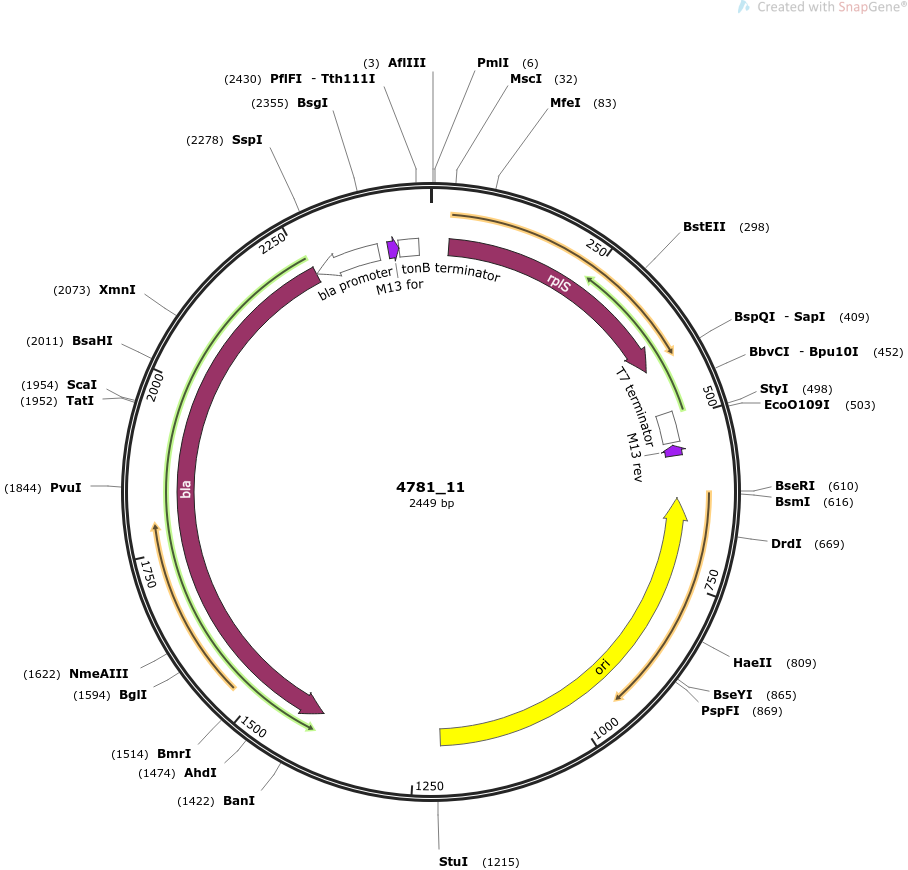 Created with SnapGene®
(3) AflIII
PmlI (6)
(2430) PflFI - Tth111I
MscI (32)
(2355) BsgI
MfeI (83)
(2278) SspI
BstEII (298)
2250
250
bla promoter
tonB terminator
M13 for
rplS
(2073) XmnI
BspQI - SapI (409)
(2011) BsaHI
BbvCI - Bpu10I (452)
(1954) ScaI
StyI (498)
(1952) TatI
EcoO109I (503)
2000
500
T7 terminator
M13 rev
(1844) PvuI
bla
4781_11
2449 bp
BseRI (610)
BsmI (616)
DrdI (669)
1750
750
(1622) NmeAIII
HaeII (809)
(1594) BglI
ori
BseYI (865)
PspFI (869)
1500
1000
(1514) BmrI
(1474) AhdI
1250
(1422) BanI
StuI (1215)